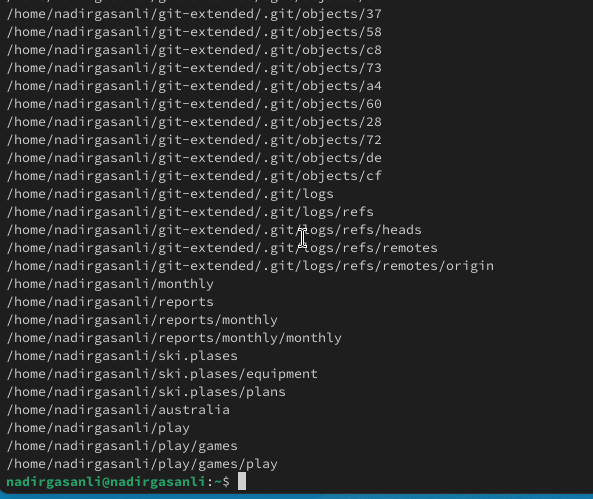 /home/nadirgasanli/git-extended/.git/objects/37
/home/nadirgasanli/git-extended/.git/objects/58
/home/nadirgasanli/git-extended/.git/objects/c8
/home/nadirgasanli/git-extended/.git/objects/73
/home/nadirgasanli/git-extended/.git/objects/a4
/home/nadirgasanli/git-extended/.git/objects/60
/home/nadirgasanli/git-extended/.git/objects/28
/home/nadirgasanli/git-extended/.git/objects/72
/home/nadirgasanli/git-extended/.git/objects/de
/home/nadirgasanli/git-extended/.git/objects/cf
/home/nadirgasanli/git-extended/.git/logs
/home/nadirgasanli/git-extended/.git/logs/refs
/home/nadirgasanli/git-extended/.git/logs/refs/heads
/home/nadirgasanli/git-extended/.git/logs/refs/remotes
/home/nadirgasanli/git-extended/.git/logs/refs/remotes/origin
/home/nadirgasanli/monthly
/home/nadirgasanli/reports
/home/nadirgasanli/reports/monthly
/home/nadirgasanli/reports/monthly/monthly
/home/nadirgasanli/ski.plases
/home/nadirgasanli/ski.plases/equipment
/home/nadirgasanli/ski.plases/plans
/home/nadirgasanli/australia
/home/nadirgasanli/play
/home/nadirgasanli/play/games
/home/nadirgasanli/play/games/play
nadirgasanli@nadirgasanli:~$